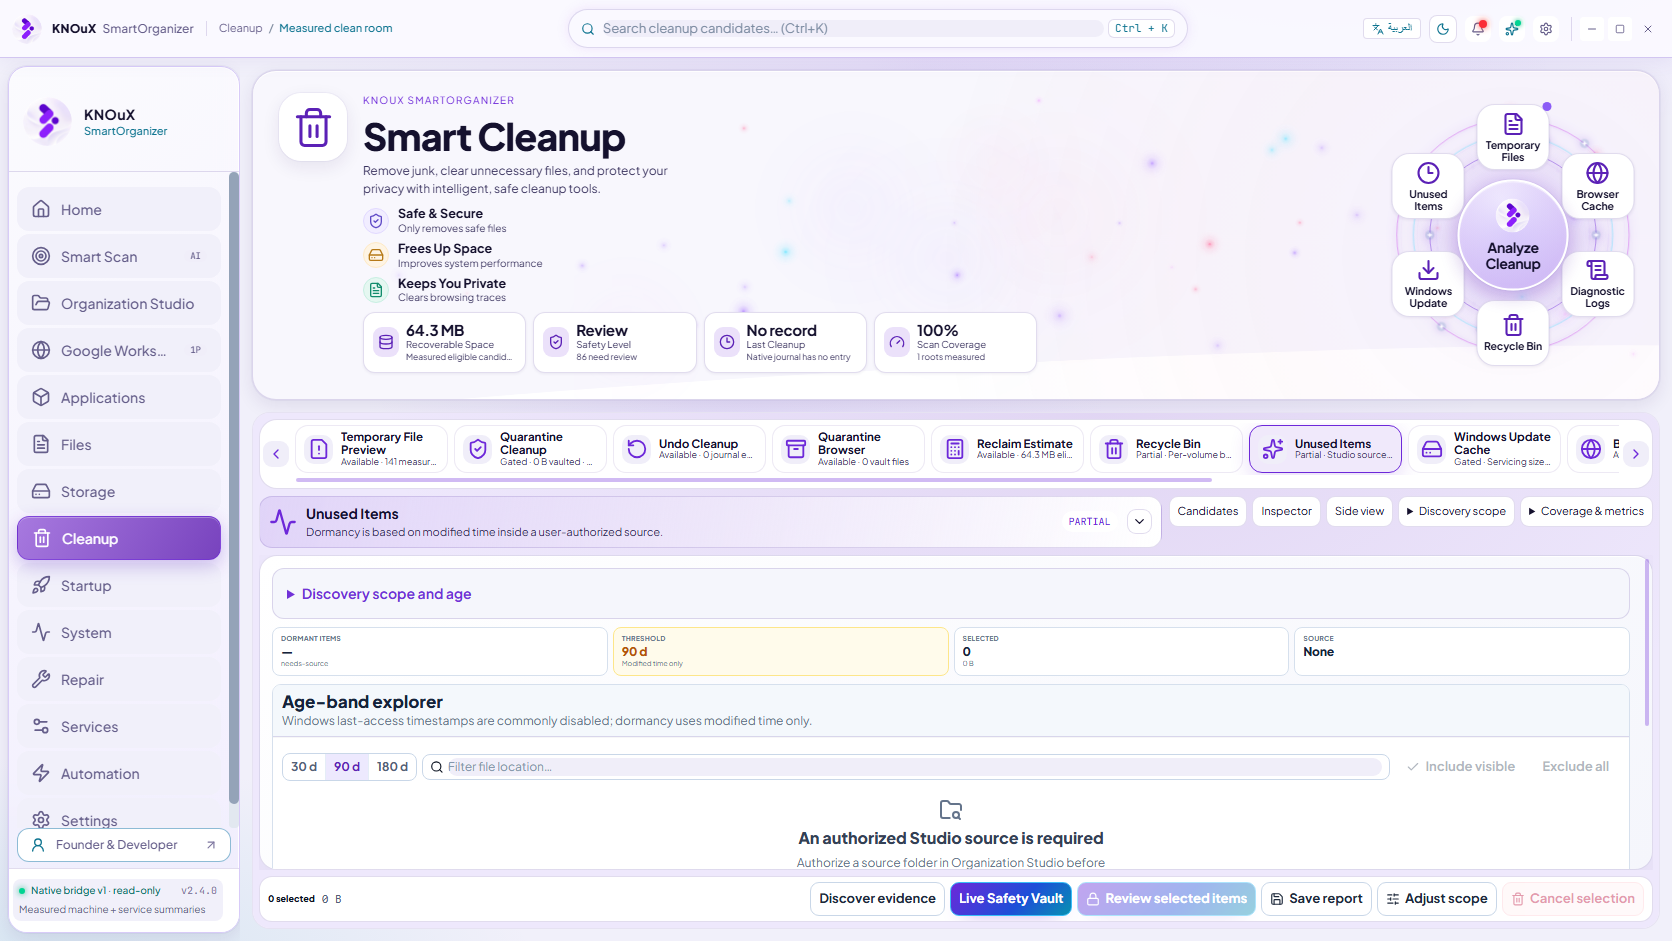 KNOuX SmartOrganizer
Cleanup / Measured clean room
Search cleanup candidates... (Ctrl+K)
Ctrl + K
العربية
KNOuX
SmartOrganizer
Home
Smart Scan AI
Organization Studio
Google Works... 1P
Applications
Files
Storage
Cleanup
Startup
System
Repair
Services
Automation
Settings
Founder & Developer
Native bridge v1 · read-only v2.4.0
Measured machine + service summaries
KNOUX SMARTORGANIZER
Smart Cleanup
Remove junk, clear unnecessary files, and protect your
privacy with intelligent, safe cleanup tools.
Safe & Secure
Only removes safe files
Frees Up Space
Improves system performance
Keeps You Private
Clears browsing traces
64.3 MB
Recoverable Space
Measured eligible candid...
Review
Safety Level
86 need review
No record
Last Cleanup
Native journal has no entry
100%
Scan Coverage
1 roots measured
Temporary
Files
Unused
Items
Browser
Cache
Analyze
Cleanup
Windows
Update
Diagnostic
Logs
Recycle Bin
Temporary File
Preview
Available · 141 measur...
Quarantine
Cleanup
Gated · 0 B vaulted · ...
Undo Cleanup
Available · 0 journal e...
Quarantine
Browser
Available · 0 vault files
Reclaim Estimate
Available · 64.3 MB eli...
Recycle Bin
Partial · Per-volume b...
Unused Items
Partial · Studio source...
Windows Update
Cache
Gated · Servicing size...
Unused Items
Dormancy is based on modified time inside a user-authorized source.
PARTIAL
Candidates
Inspector
Side view
Discovery scope
Coverage & metrics
Discovery scope and age
DORMANT ITEMS
—
needs-source
THRESHOLD
90 d
Modified time only
SELECTED
0
0 B
SOURCE
None
Age-band explorer
Windows last-access timestamps are commonly disabled; dormancy uses modified time only.
30 d 90 d 180 d
Filter file location...
Include visible
Exclude all
An authorized Studio source is required
Authorize a source folder in Organization Studio before
0 selected 0 B
Discover evidence
Live Safety Vault
Review selected items
Save report
Adjust scope
Cancel selection